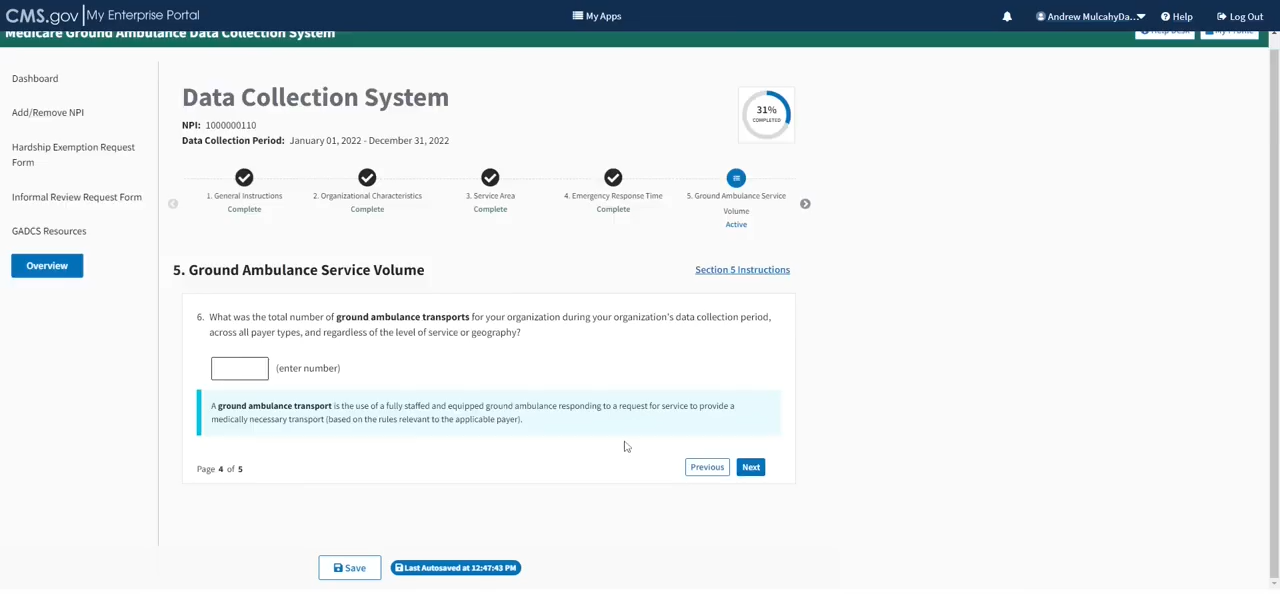 CMS.gov My Enterprise Portal
My Apps
Andrew MulcahyDa...
Help
Log Out
Medicare Ground Ambulance Data Collection System
Help Desk
My Profile
Dashboard
Add/Remove NPI
Hardship Exemption Request
Form
Informal Review Request Form
GADCS Resources
Overview
Data Collection System
NPI: 1000000110
Data Collection Period: January 01, 2022 - December 31, 2022
31%
COMPLETED
1. General Instructions
Complete
2. Organizational Characteristics
Complete
3. Service Area
Complete
4. Emergency Response Time
Complete
5. Ground Ambulance Service
Volume
Active
5. Ground Ambulance Service Volume
Section 5 Instructions
6. What was the total number of ground ambulance transports for your organization during your organization's data collection period,
across all payer types, and regardless of the level of service or geography?
(enter number)
A ground ambulance transport is the use of a fully staffed and equipped ground ambulance responding to a request for service to provide a
medically necessary transport (based on the rules relevant to the applicable payer).
Page 4 of 5
Previous
Next
Save
Last Autosaved at 12:47:43 PM